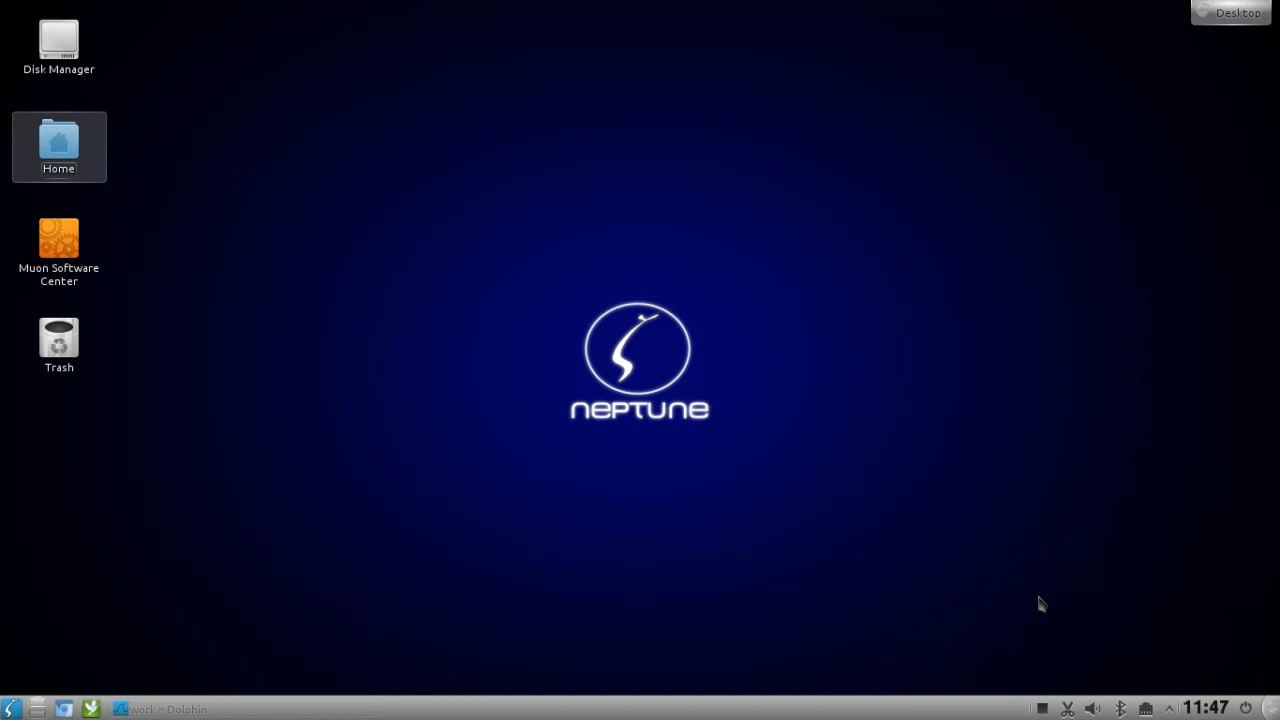 Desktop
Disk Manager
Home
Muon Software
Center
Trash
NEPTUNE
work – Dolphin
11:47